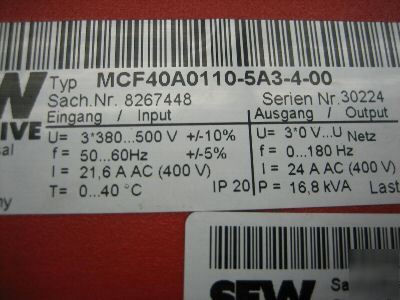 Typ MCF40A0110-5A3-4-00
Sach.Nr. 8267448 Serien Nr. 30224
Eingang / Input Ausgang / Output
U= 3*380...500 V +/-10% U= 3*0 V...U Netz
f = 50...60Hz +/-5% f = 0...180 Hz
I = 21,6 A AC (400 V) I = 24 A AC (400 V)
T= 0...40 °C IP 20 P = 16,8 kVA Last
SEW Sa